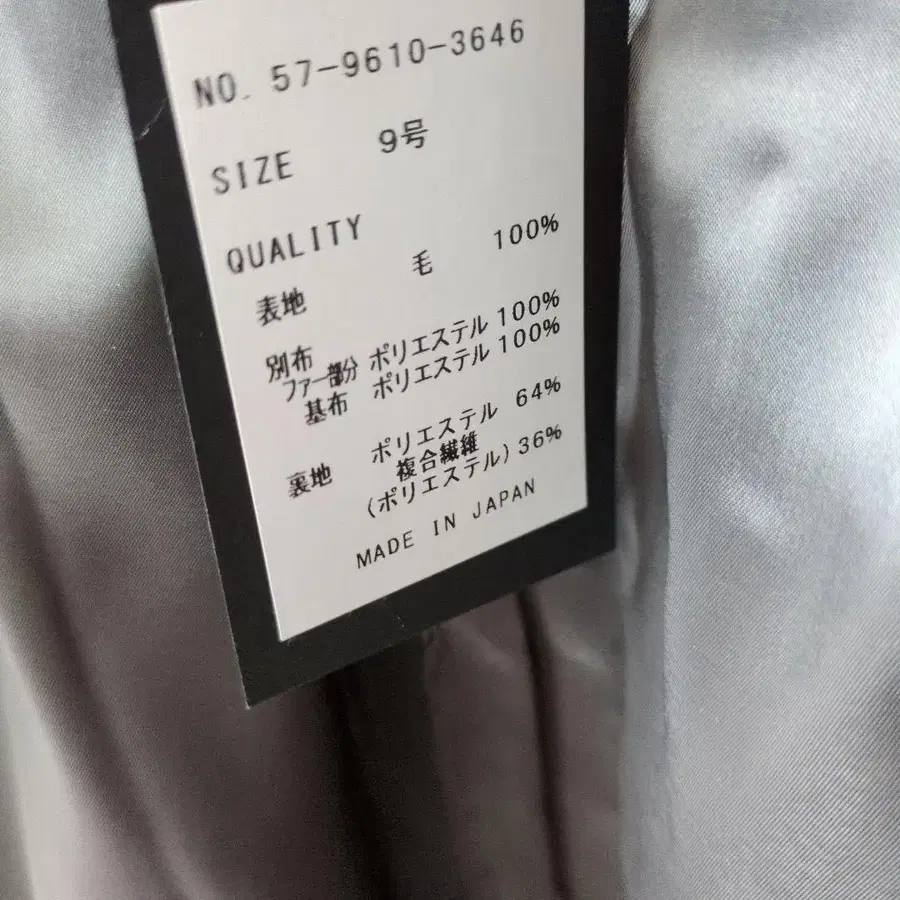 NO. 57-9610-3646
SIZE 9号
QUALITY
表地 毛 100%
別布
ファー部分 ポリエステル 100%
基布 ポリエステル 100%
裏地 ポリエステル 64%
複合繊維
(ポリエステル) 36%
MADE IN JAPAN